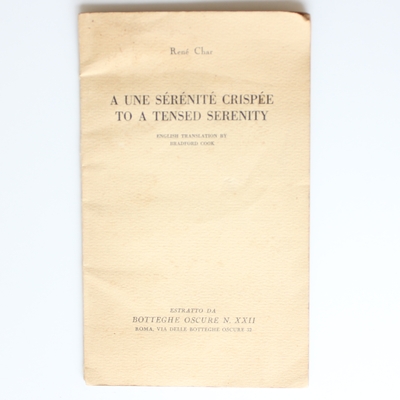 René Char
A UNE SÉRÉNITÉ CRISPÉE
TO A TENSED SERENITY
ENGLISH TRANSLATION BY
BRADFORD COOK
ESTRATTO DA
BOTTEGHE OSCURE N. XXII
ROMA, VIA DELLE BOTTEGHE OSCURE 32